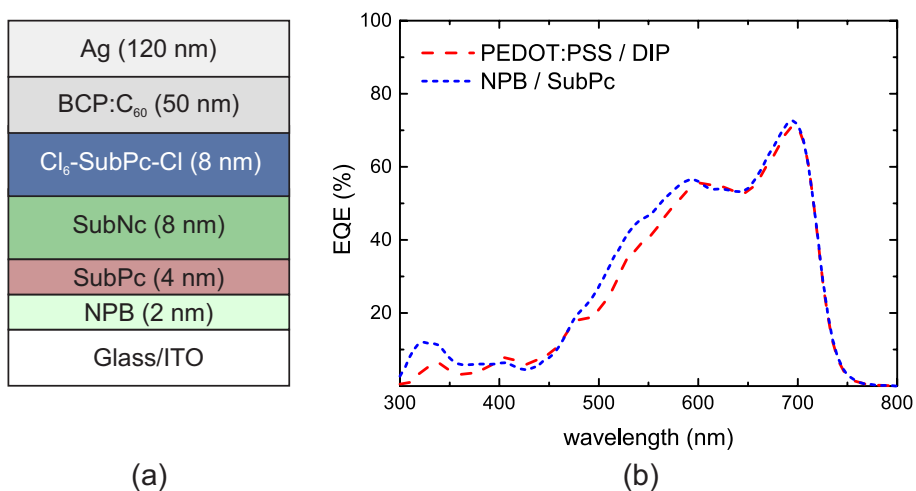 Ag (120 nm)
BCP:C₆₀ (50 nm)
Cl₆-SubPc-Cl (8 nm)
SubNc (8 nm)
SubPc (4 nm)
NPB (2 nm)
Glass/ITO
(a)
100
80
60
40
20
EQE (%)
PEDOT:PSS / DIP
NPB / SubPc
300 400 500 600 700 800
wavelength (nm)
(b)